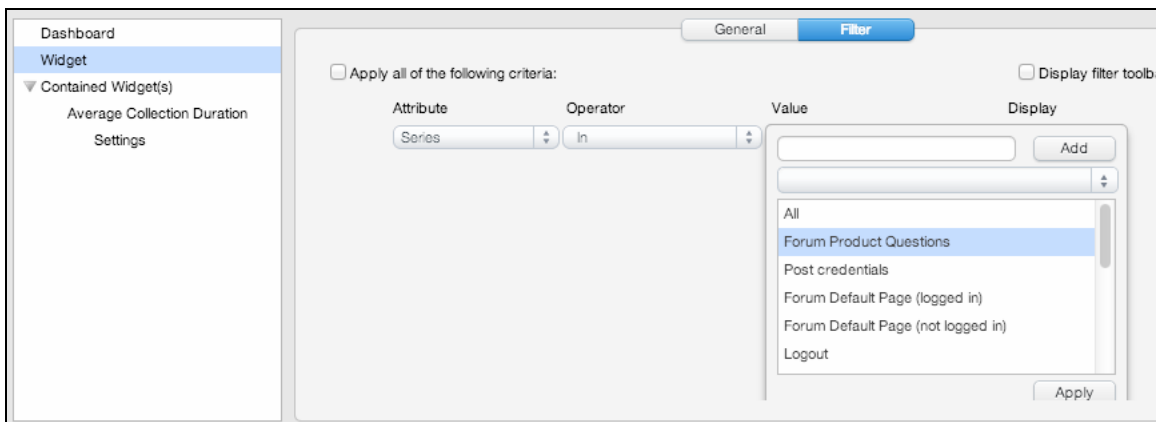 Dashboard
Widget
Contained Widget(s)
Average Collection Duration
Settings
General Filter
Apply all of the following criteria: Display filter toolb
Attribute Operator Value Display
Series In
Add
All
Forum Product Questions
Post credentials
Forum Default Page (logged in)
Forum Default Page (not logged in)
Logout
Apply